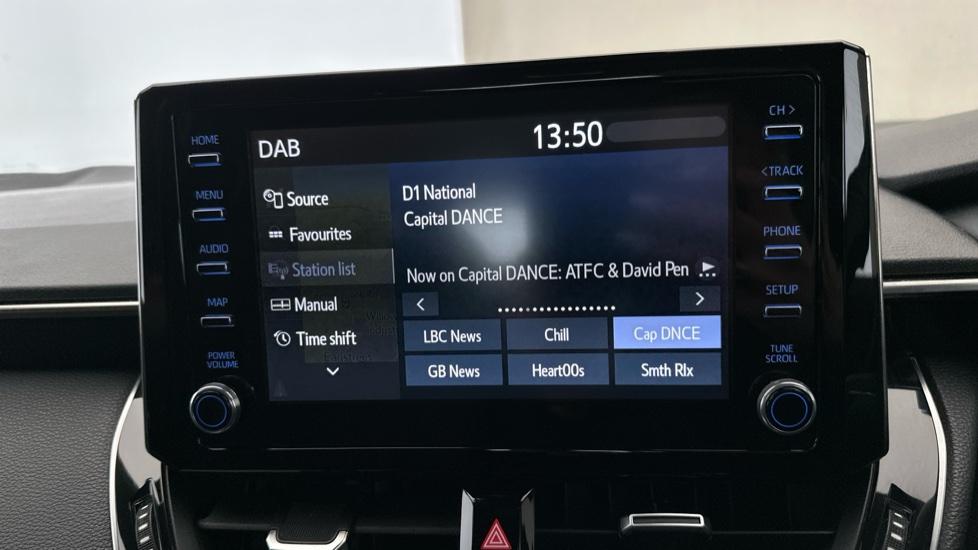 DAB
13:50
HOME
MENU
AUDIO
MAP
POWER
VOLUME
Source
Favourites
Station list
Manual
Time shift
D1 National
Capital DANCE
Now on Capital DANCE: ATFC & David Pen
LBC News
Chill
Cap DNCE
GB News
Heart00s
Smth Rlx
CH >
< TRACK
PHONE
SETUP
TUNE
SCROLL